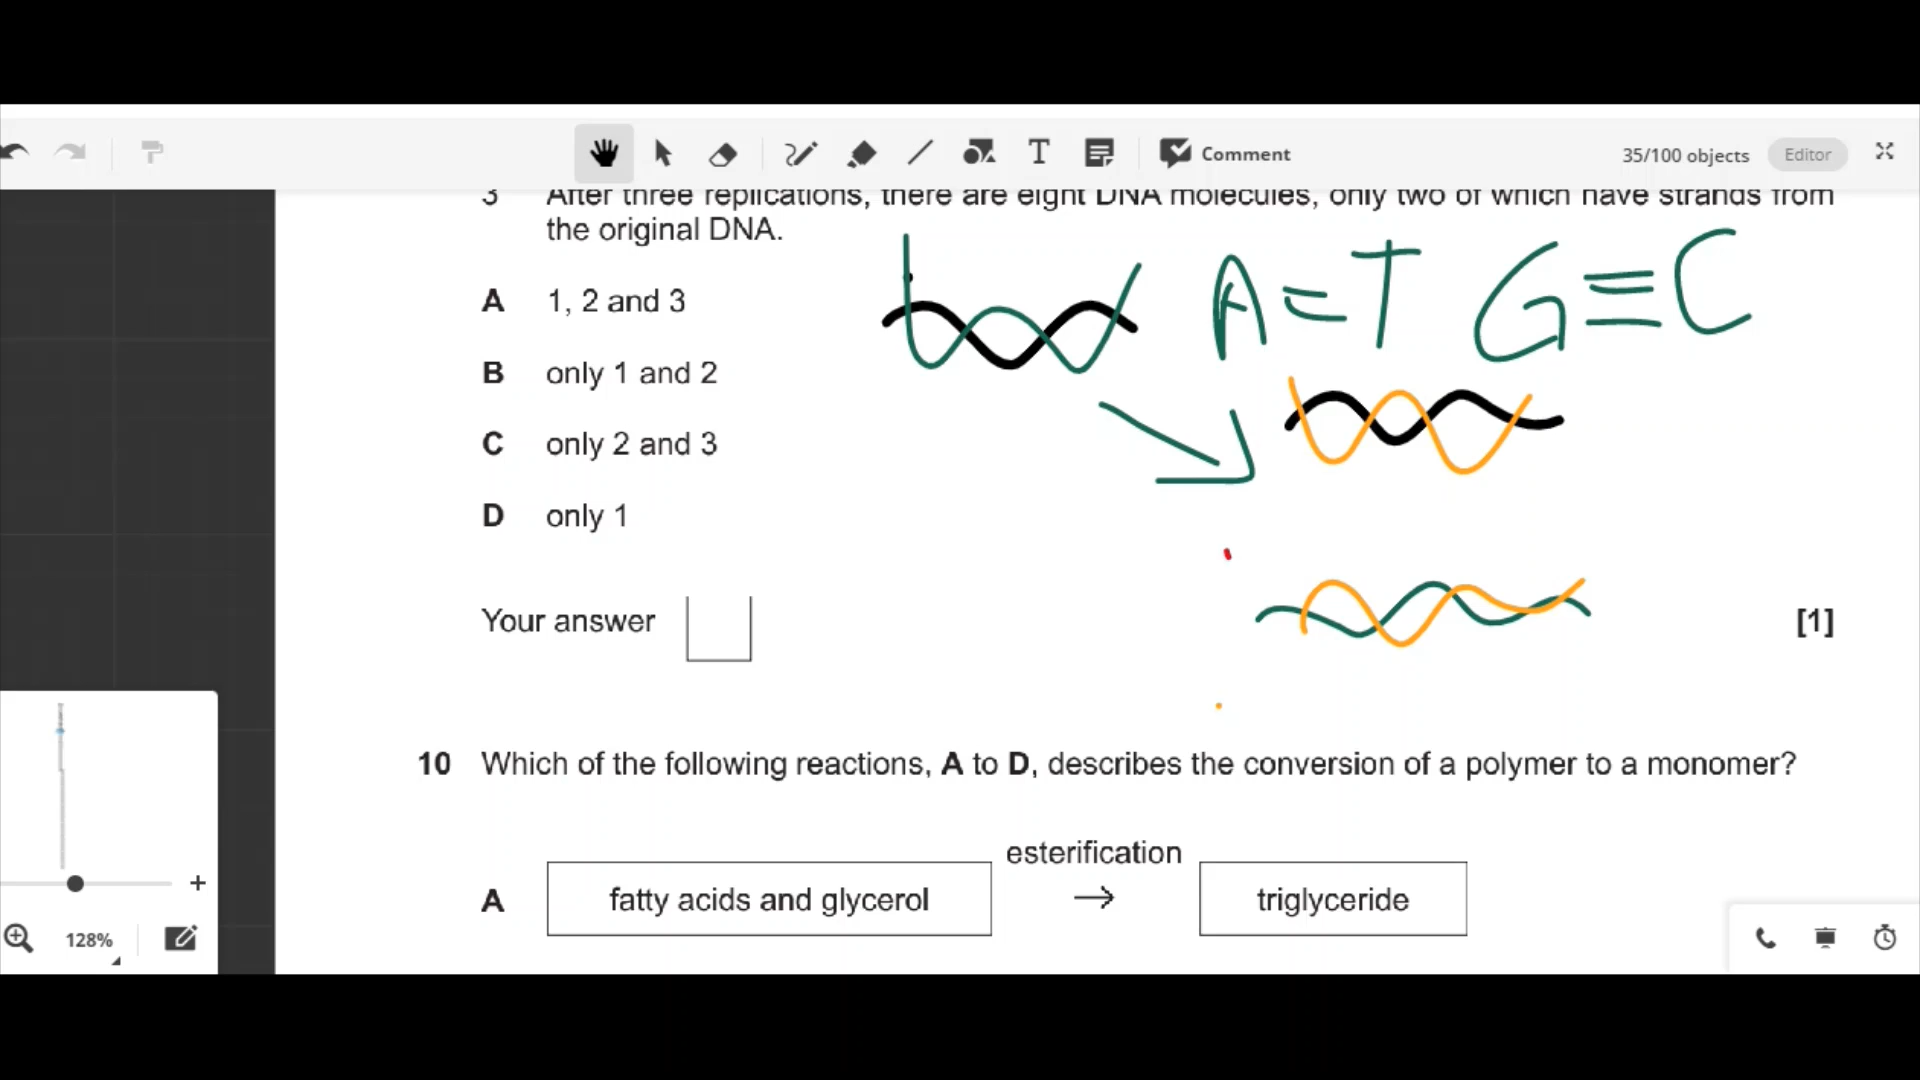 Comment
35/100 objects
Editor
3 After three replications, there are eight DNA molecules, only two of which have strands from
the original DNA.
A = T G ≡ C
A 1, 2 and 3
B only 1 and 2
C only 2 and 3
D only 1
Your answer
[1]
10 Which of the following reactions, A to D, describes the conversion of a polymer to a monomer?
esterification
A fatty acids and glycerol → triglyceride
128%